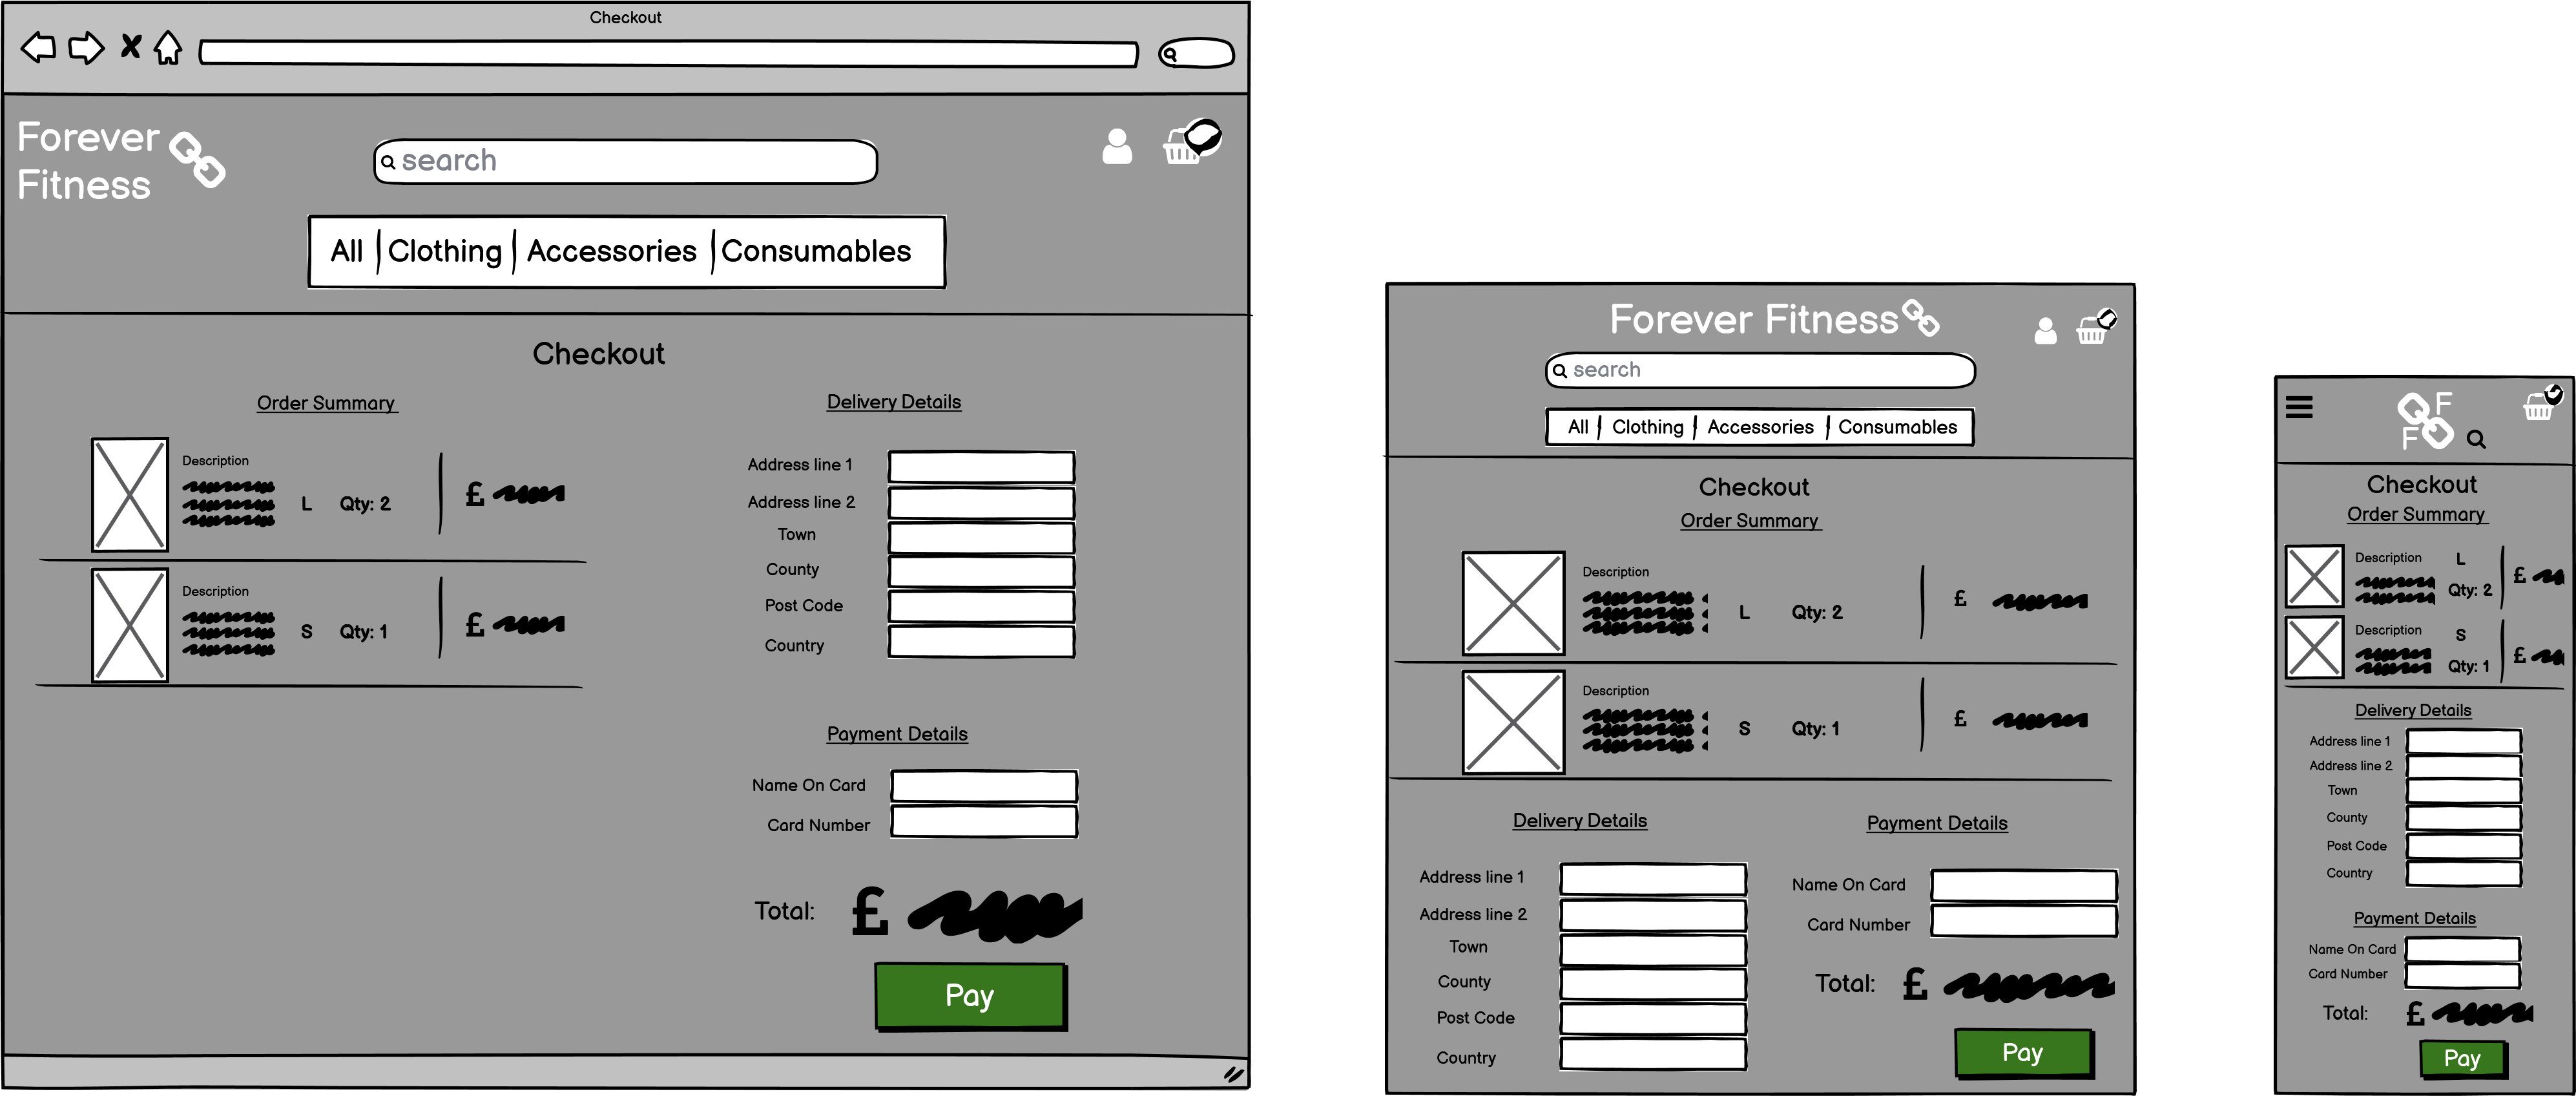 Checkout
Forever
Fitness
search
All Clothing Accessories Consumables
Checkout
Order Summary
Description
L Qty: 2 £
Description
S Qty: 1 £
Delivery Details
Address line 1
Address line 2
Town
County
Post Code
Country
Payment Details
Name On Card
Card Number
Total: £
Pay
Forever Fitness
search
All Clothing Accessories Consumables
Checkout
Order Summary
Description
L Qty: 2 £
Description
S Qty: 1 £
Delivery Details
Address line 1
Address line 2
Town
County
Post Code
Country
Payment Details
Name On Card
Card Number
Total: £
Pay
F
F
Checkout
Order Summary
Description L
Qty: 2 £
Description S
Qty: 1 £
Delivery Details
Address line 1
Address line 2
Town
County
Post Code
Country
Payment Details
Name On Card
Card Number
Total: £
Pay